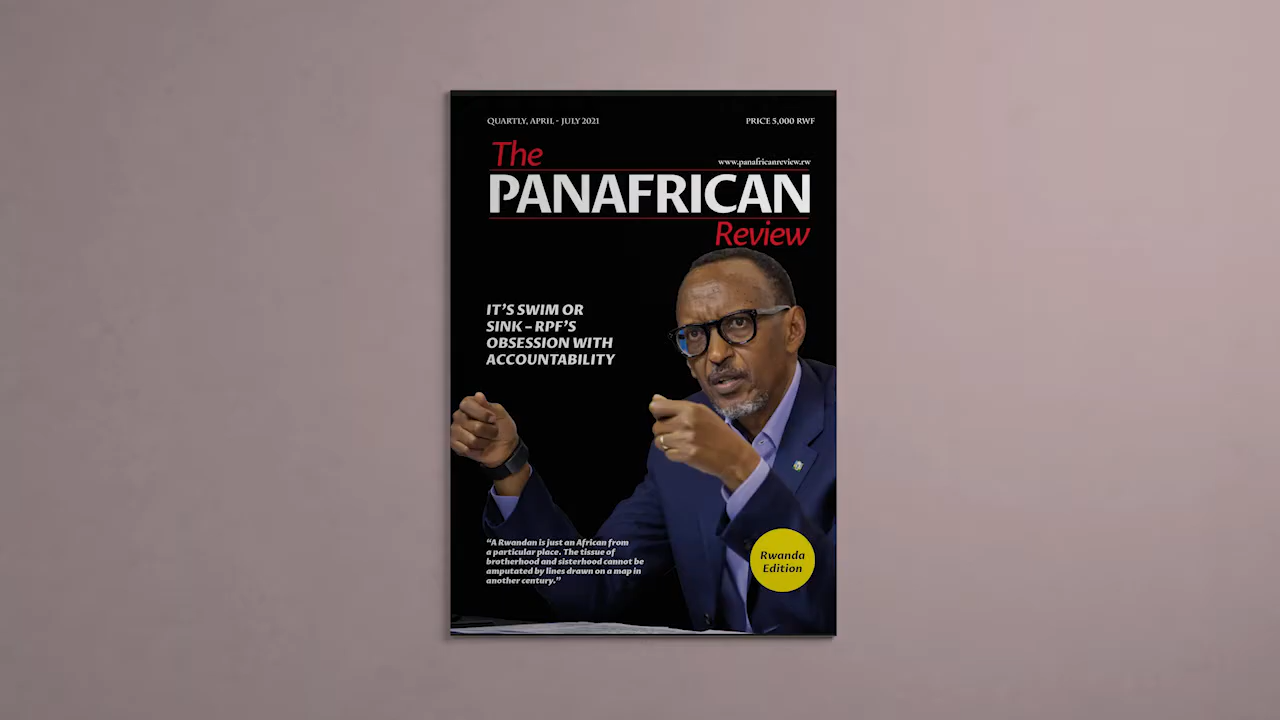 QUARTLY, APRIL - JULY 2021
PRICE 5,000 RWF
The
www.panafricanreview.rw
PANAFRICAN
Review
IT'S SWIM OR
SINK – RPF'S
OBSESSION WITH
ACCOUNTABILITY
"A Rwandan is just an African from
a particular place. The tissue of
brotherhood and sisterhood cannot be
amputated by lines drawn on a map in
another century."
Rwanda
Edition